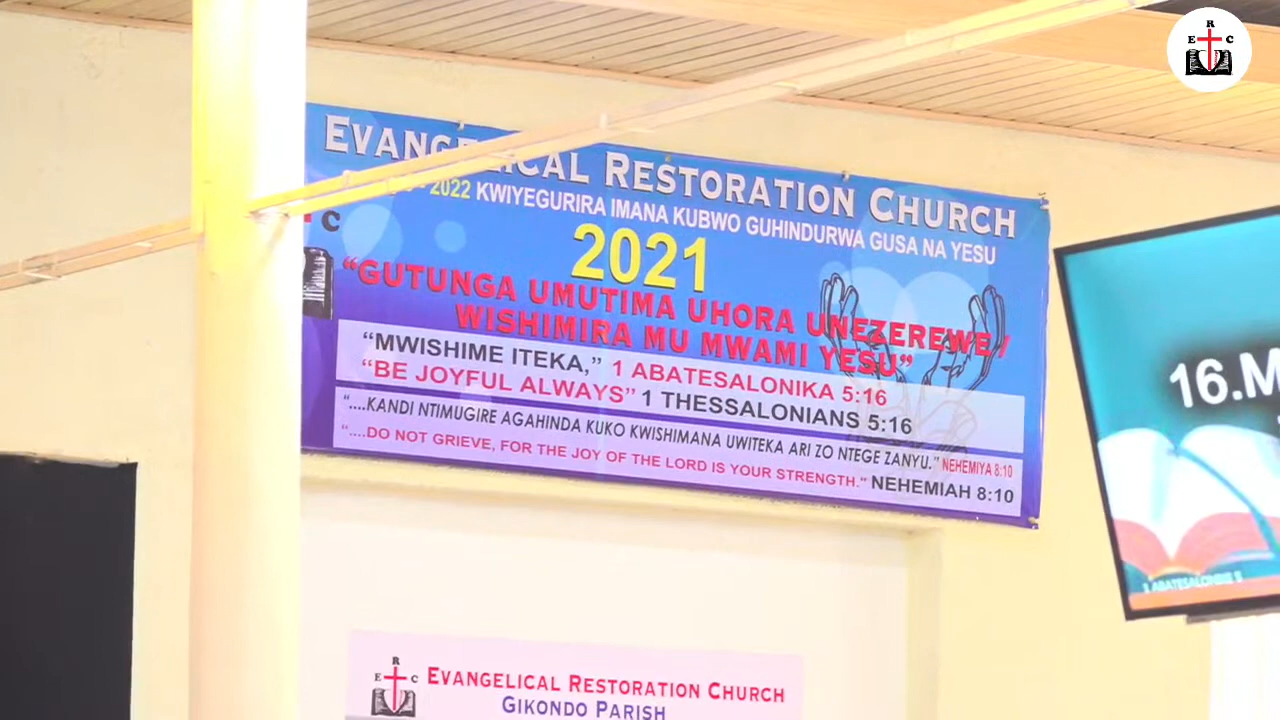 R
E C
EVANGELICAL RESTORATION CHURCH
2022 KWIYEGURIRA IMANA KUBWO GUHINDURWA GUSA NA YESU
C
2021
“GUTUNGA UMUTIMA UHORA UNEZEREWE /
WISHIMIRA MU MWAMI YESU”
“MWISHIME ITEKA,” 1 ABATESALONIKA 5:16
“BE JOYFUL ALWAYS” 1 THESSALONIANS 5:16
“....KANDI NTIMUGIRE AGAHINDA KUKO KWISHIMANA UWITEKA ARI ZO NTEGE ZANYU.” NEHEMIYA 8:10
“....DO NOT GRIEVE, FOR THE JOY OF THE LORD IS YOUR STRENGTH.” NEHEMIAH 8:10
16.M
1 ABATESALONIKE 5
R
E C
EVANGELICAL RESTORATION CHURCH
GIKONDO PARISH